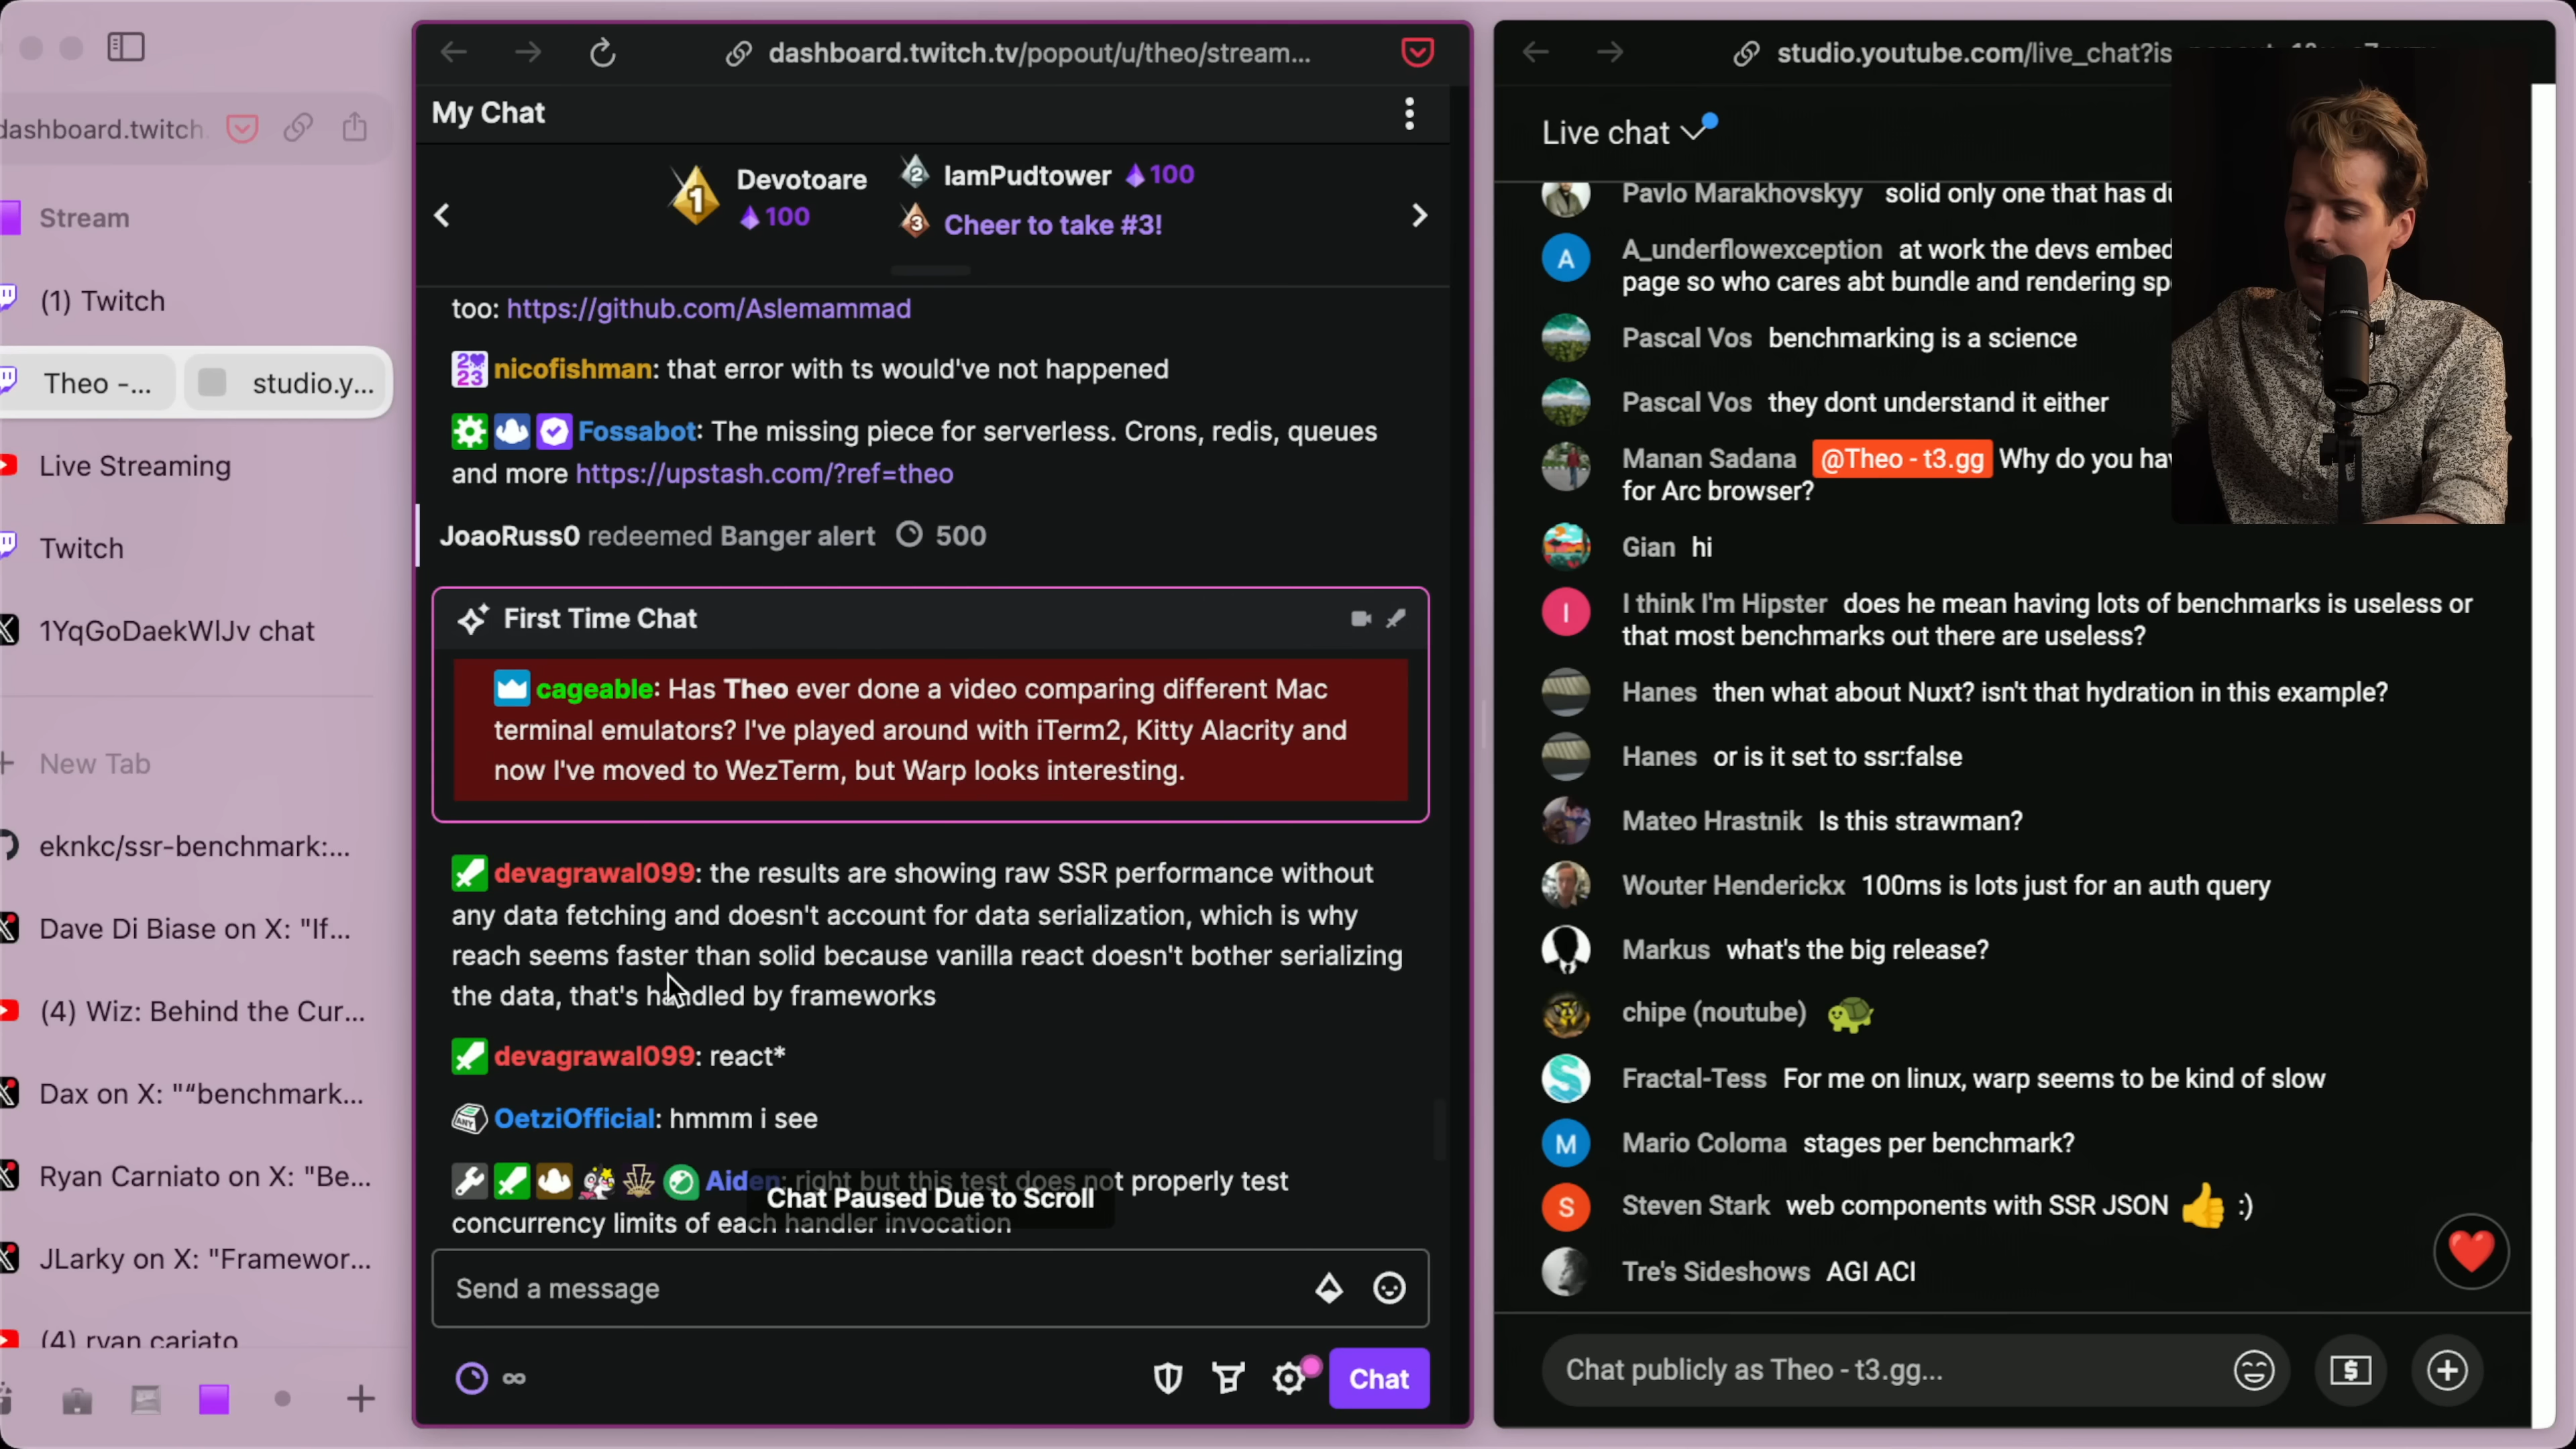 dashboard.twitch
Stream
(1) Twitch
Theo -...
studio.y...
Live Streaming
Twitch
1YqGoDaekWlJv chat
New Tab
eknkc/ssr-benchmark:...
Dave Di Biase on X: "If...
(4) Wiz: Behind the Cur...
Dax on X: "“benchmark...
Ryan Carniato on X: "Be...
JLarky on X: "Framewor...
(4) ryan cariato
dashboard.twitch.tv/popout/u/theo/stream...
My Chat
1
Devotoare
100
2
IamPudtower 100
3
Cheer to take #3!
too: https://github.com/Aslemammad
nicofishman: that error with ts would've not happened
Fossabot: The missing piece for serverless. Crons, redis, queues
and more https://upstash.com/?ref=theo
JoaoRuss0 redeemed Banger alert 500
First Time Chat
cageable: Has Theo ever done a video comparing different Mac
terminal emulators? I've played around with iTerm2, Kitty Alacrity and
now I've moved to WezTerm, but Warp looks interesting.
devagrawal099: the results are showing raw SSR performance without
any data fetching and doesn't account for data serialization, which is why
reach seems faster than solid because vanilla react doesn't bother serializing
the data, that's handled by frameworks
devagrawal099: react*
OetziOfficial: hmmm i see
Aiden: right but this test does not properly test
concurrency limits of each handler invocation
Chat Paused Due to Scroll
Send a message
∞
Chat
studio.youtube.com/live_chat?is
Live chat
Pavlo Marakhovskyy solid only one that has
A
A_underflowexception at work the devs embed
page so who cares abt bundle and rendering
Pascal Vos benchmarking is a science
Pascal Vos they dont understand it either
Manan Sadana @Theo - t3.gg Why do you
for Arc browser?
Gian hi
I
I think I'm Hipster does he mean having lots of benchmarks is useless or
that most benchmarks out there are useless?
Hanes then what about Nuxt? isn't that hydration in this example?
Hanes or is it set to ssr:false
Mateo Hrastnik Is this strawman?
Wouter Henderickx 100ms is lots just for an auth query
Markus what's the big release?
chipe (noutube) 🐢
Fractal-Tess For me on linux, warp seems to be kind of slow
M
Mario Coloma stages per benchmark?
S
Steven Stark web components with SSR JSON 👍 :)
Tre's Sideshows AGI ACI
Chat publicly as Theo - t3.gg...